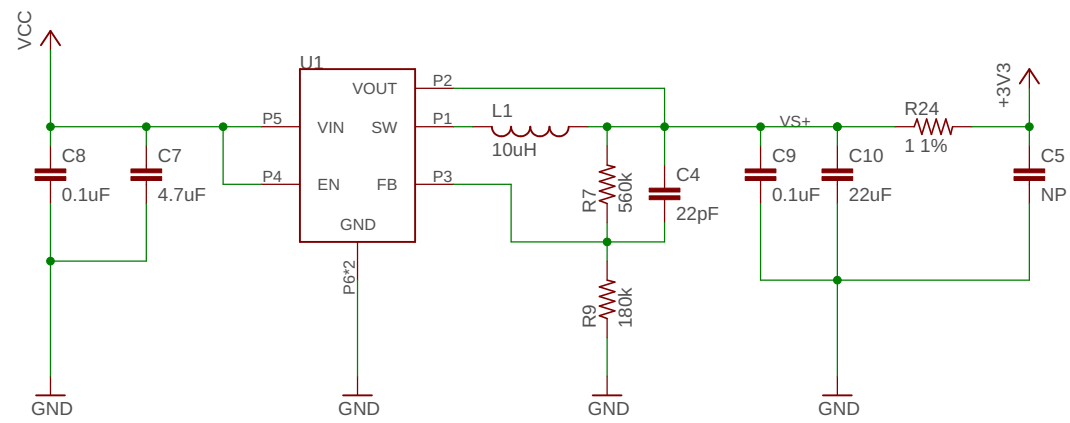 VCC
U1
VOUT
P2
+3V3
P5
VIN
SW
P1
L1
10uH
VS+
R24
1 1%
C8
0.1uF
C7
4.7uF
P4
EN
FB
P3
GND
P6*2
R7
560k
C4
22pF
C9
0.1uF
C10
22uF
C5
NP
R9
180k
GND
GND
GND
GND